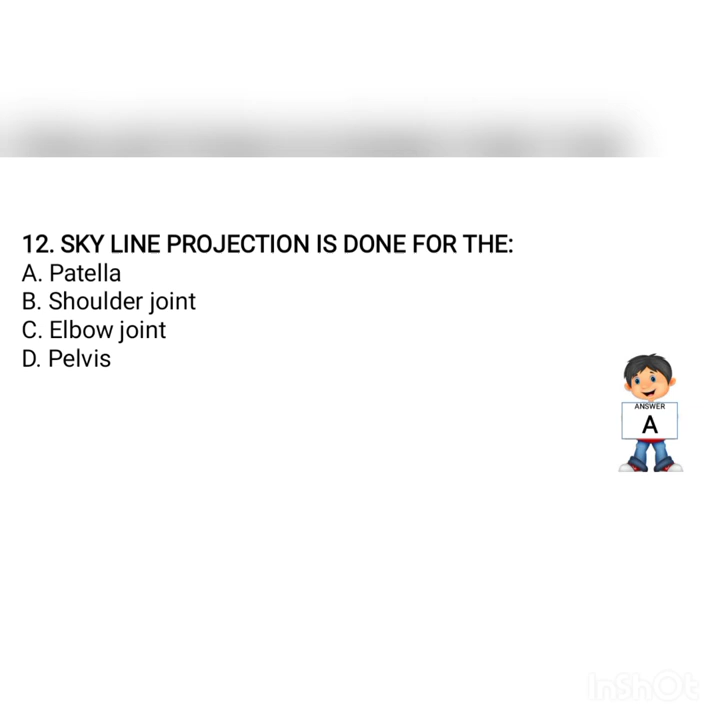 12. SKY LINE PROJECTION IS DONE FOR THE:
A. Patella
B. Shoulder joint
C. Elbow joint
D. Pelvis
ANSWER
A
InShOt